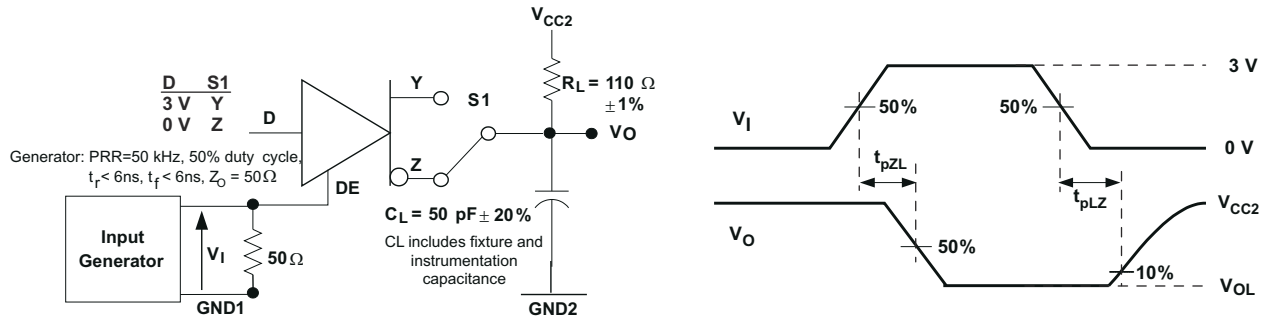 V_CC2
D S1
3 V Y
0 V Z
D
Y
Z
S1
R_L = 110 Ω
±1%
V_O
Generator: PRR=50 kHz, 50% duty cycle,
t_r < 6ns, t_f < 6ns, Z_O = 50Ω
DE
C_L = 50 pF ± 20%
CL includes fixture and
instrumentation
capacitance
Input
Generator
V_I
50Ω
GND1
GND2
3 V
50%
50%
V_I
0 V
t_pZL
t_pLZ
V_CC2
V_O
50%
10%
V_OL